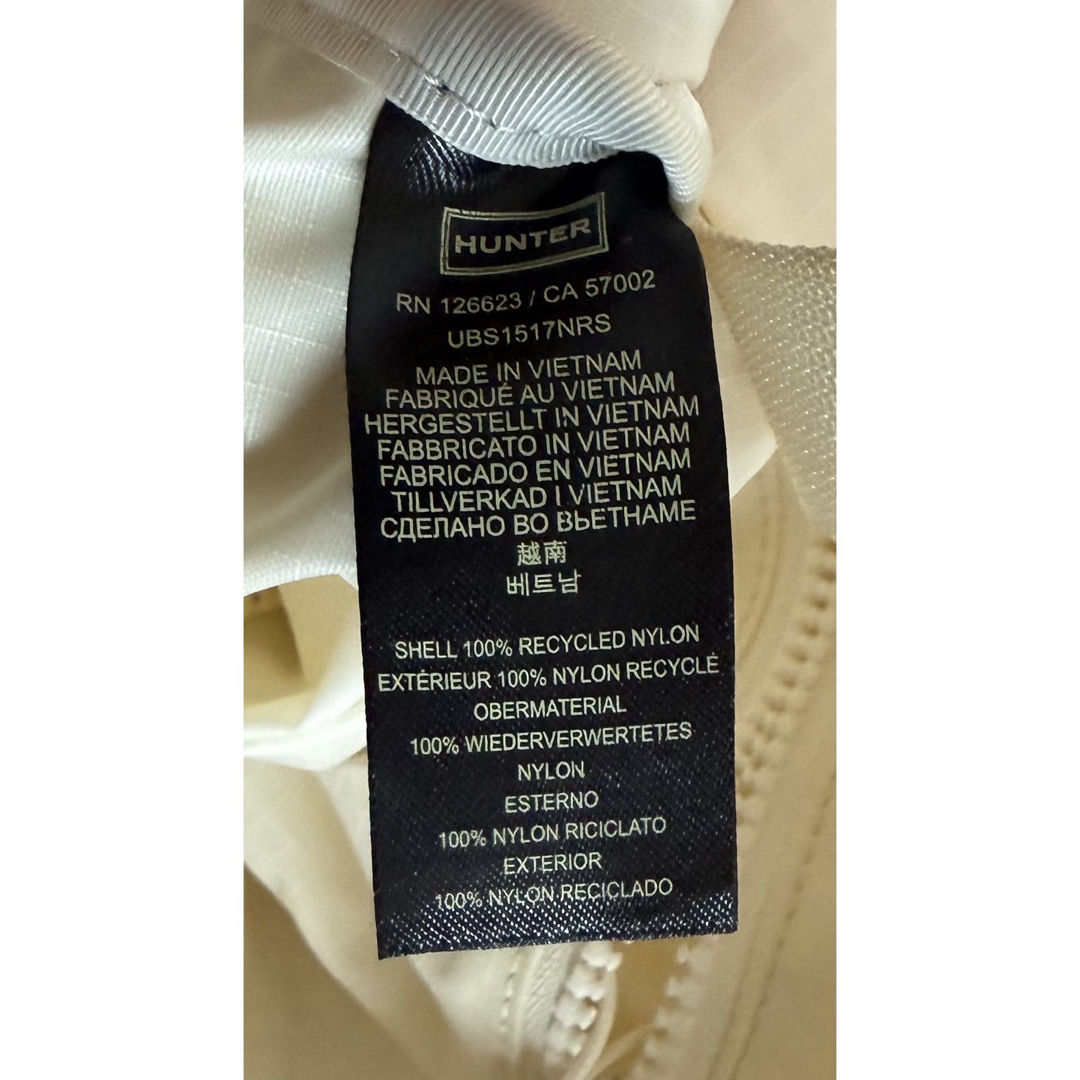 HUNTER
RN 126623 / CA 57002
UBS1517NRS
MADE IN VIETNAM
FABRIQUÉ AU VIETNAM
HERGESTELLT IN VIETNAM
FABBRICATO IN VIETNAM
FABRICADO EN VIETNAM
TILLVERKAD I VIETNAM
СДЕЛАНО ВО ВЬЕТНАМЕ
越南
베트남
SHELL 100% RECYCLED NYLON
EXTÉRIEUR 100% NYLON RECYCLÉ
OBERMATERIAL
100% WIEDERVERWERTETES
NYLON
ESTERNO
100% NYLON RICICLATO
EXTERIOR
100% NYLON RECICLADO